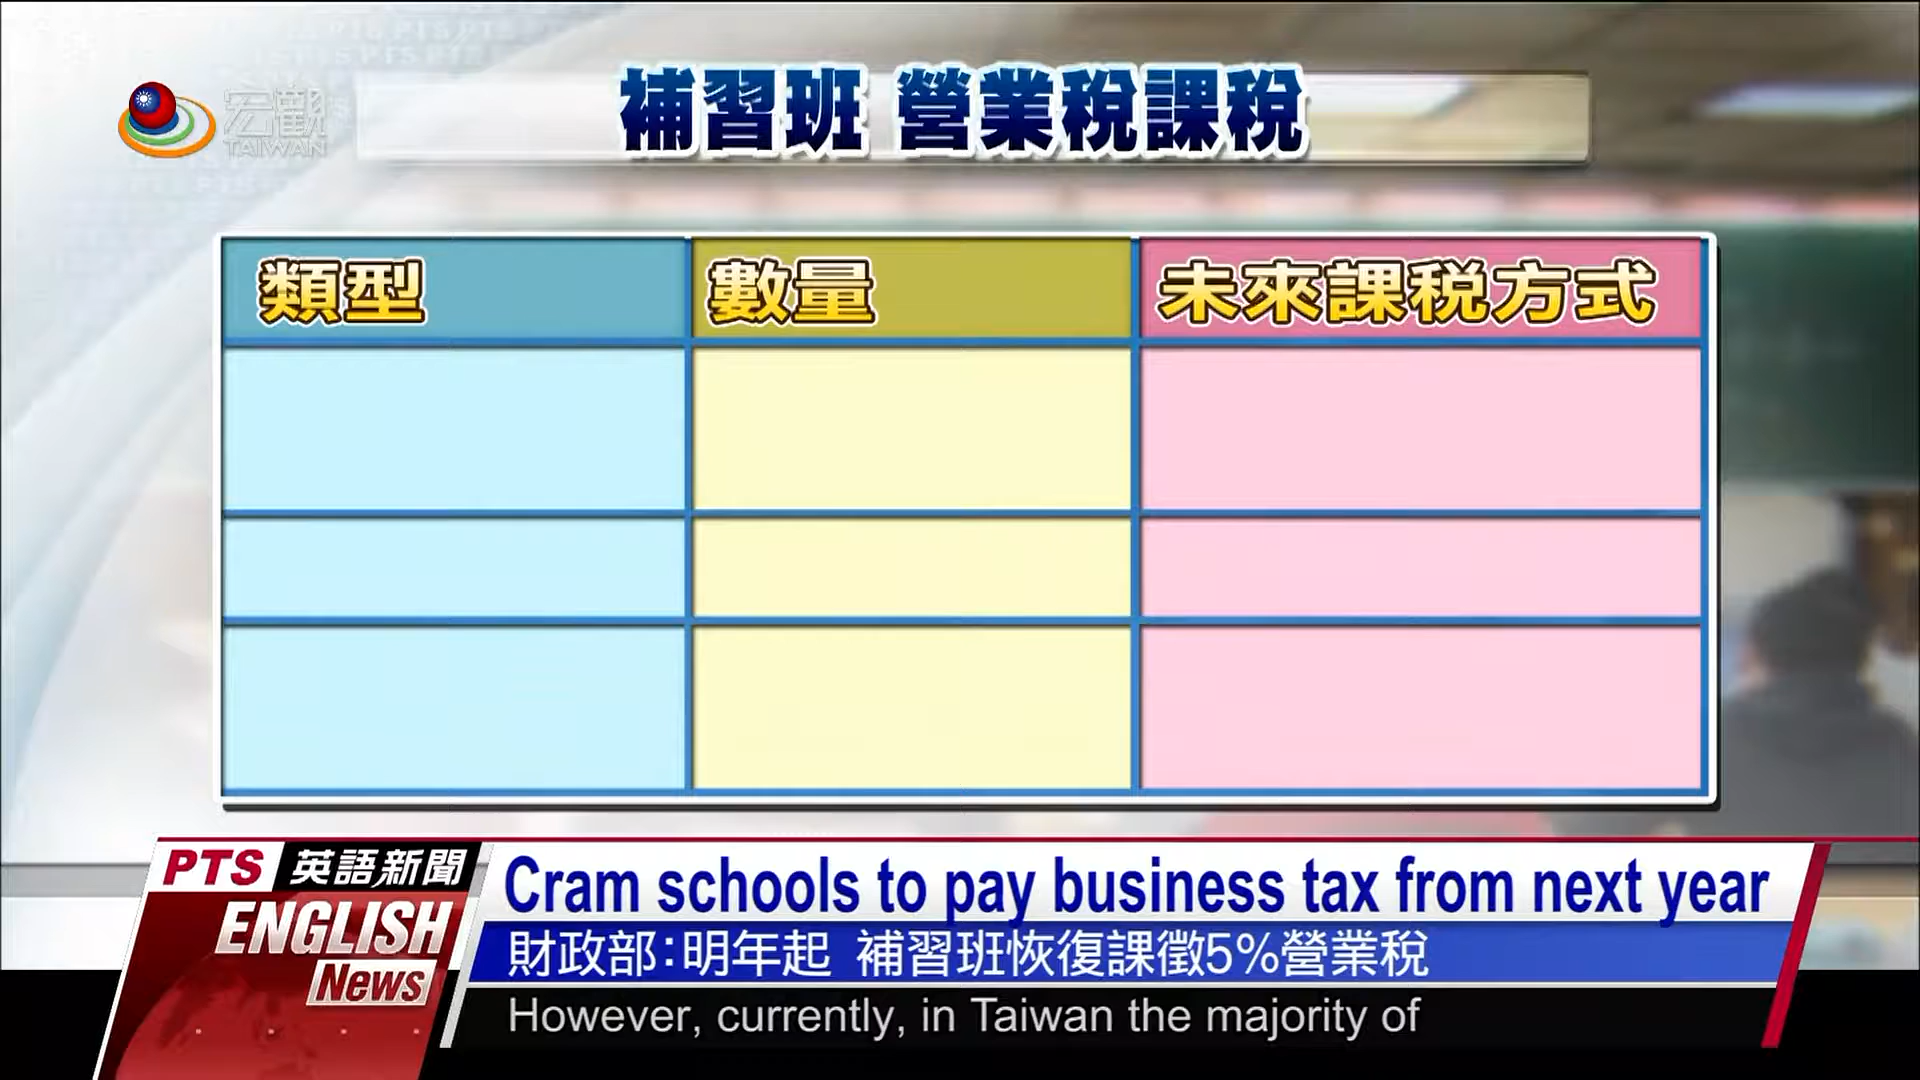 宏觀
TAIWAN
補習班 營業稅課稅
類型
數量
未來課稅方式
PTS 英語新聞
ENGLISH
News
Cram schools to pay business tax from next year
財政部:明年起 補習班恢復課徵5%營業稅
However, currently, in Taiwan the majority of